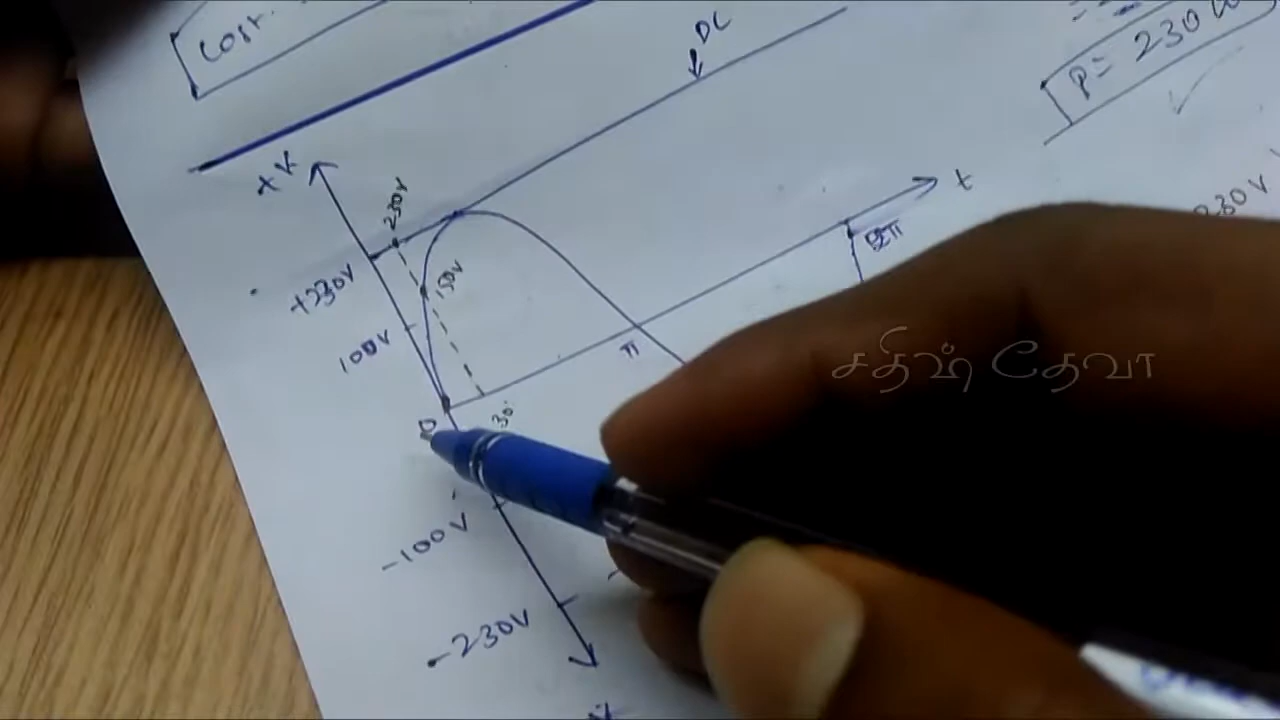 Cost.
DC
P= 230 W
+V
230V
t
+230V
150V
2π
230V
100V
π
சதிஷ் தேவா
0
30
-100V
-230V